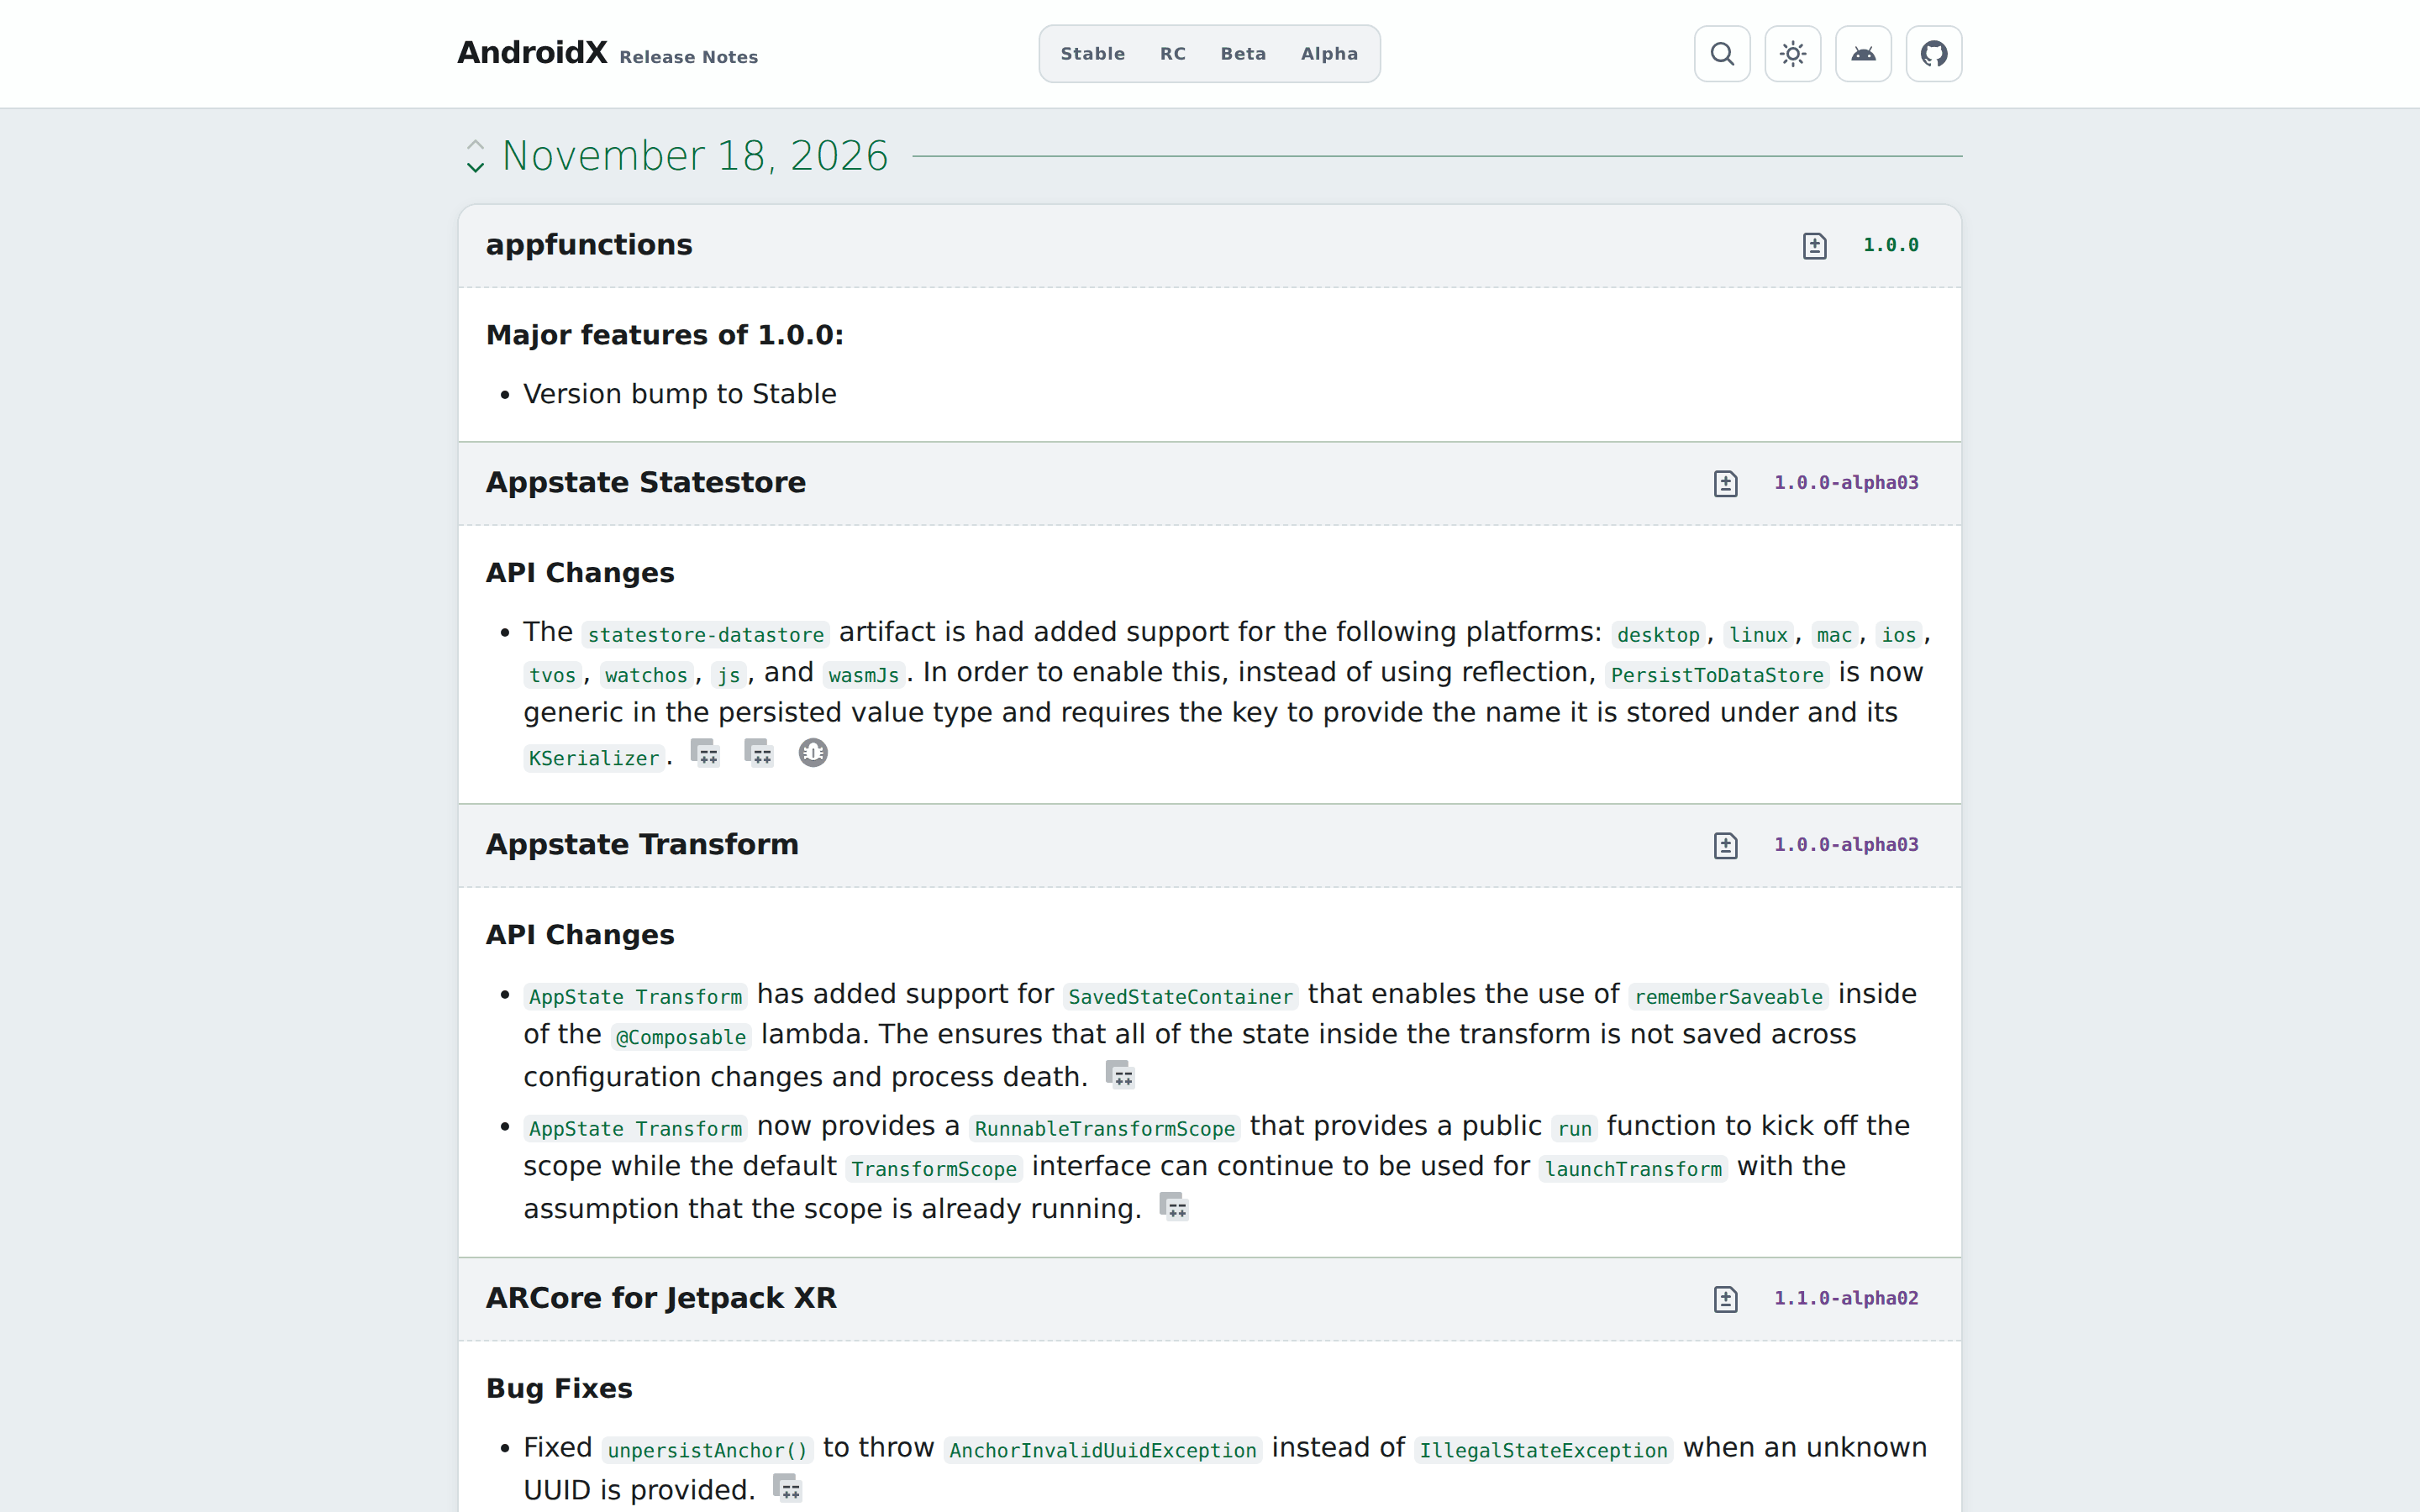 AndroidX Release Notes
Stable RC Beta Alpha
November 18, 2026
appfunctions
1.0.0
Major features of 1.0.0:
• Version bump to Stable
Appstate Statestore
1.0.0-alpha03
API Changes
• The statestore-datastore artifact is had added support for the following platforms: desktop, linux, mac, ios,
tvos, watchos, js, and wasmJs. In order to enable this, instead of using reflection, PersistToDataStore is now
generic in the persisted value type and requires the key to provide the name it is stored under and its
KSerializer.
Appstate Transform
1.0.0-alpha03
API Changes
• AppState Transform has added support for SavedStateContainer that enables the use of rememberSaveable inside
of the @Composable lambda. The ensures that all of the state inside the transform is not saved across
configuration changes and process death.
• AppState Transform now provides a RunnableTransformScope that provides a public run function to kick off the
scope while the default TransformScope interface can continue to be used for launchTransform with the
assumption that the scope is already running.
ARCore for Jetpack XR
1.1.0-alpha02
Bug Fixes
• Fixed unpersistAnchor() to throw AnchorInvalidUuidException instead of IllegalStateException when an unknown
UUID is provided.